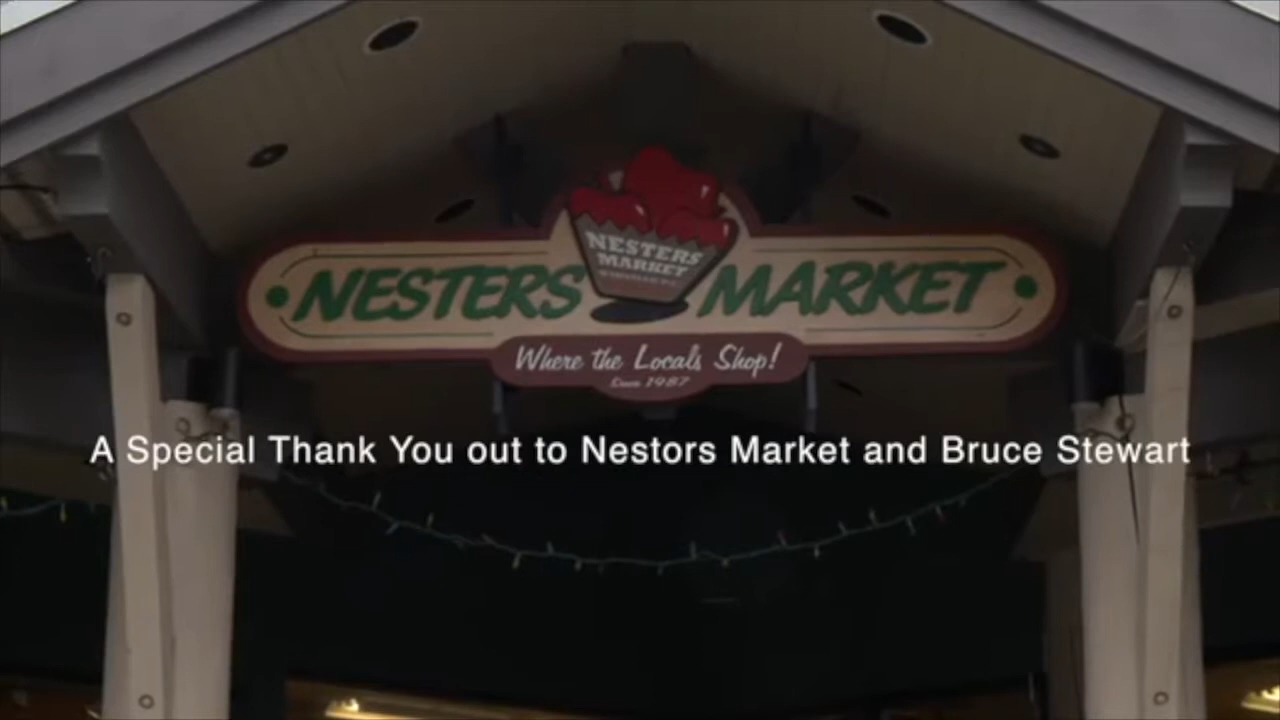 NESTERS
MARKET
NESTERS MARKET
Where the Locals Shop!
Since 1987
A Special Thank You out to Nestors Market and Bruce Stewart